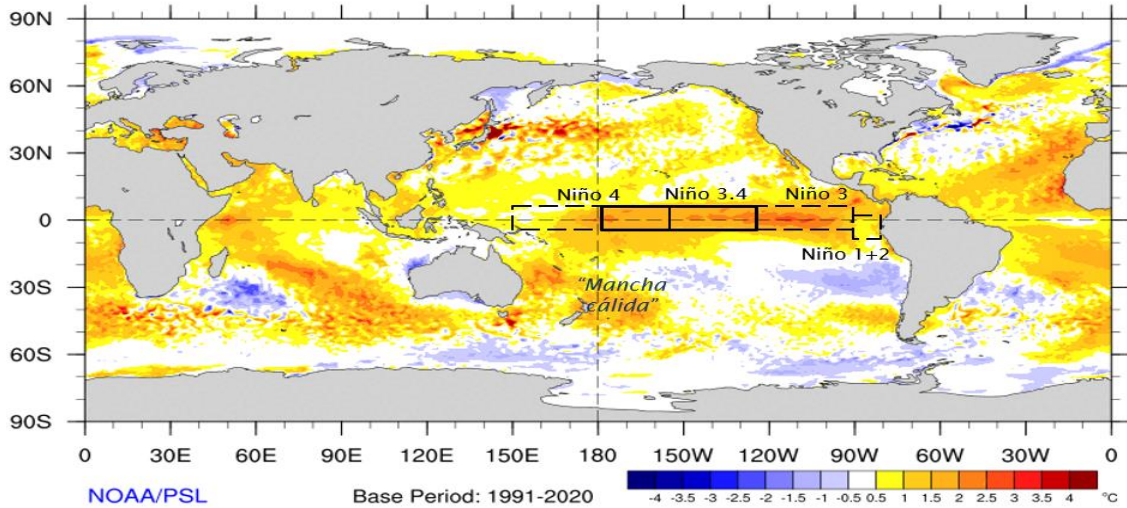 90N
60N
30N
0
30S
60S
90S
Niño 4 Niño 3.4 Niño 3
Niño 1+2
“Mancha
cálida”
0 30E 60E 90E 120E 150E 180 150W 120W 90W 60W 30W 0
NOAA/PSL Base Period: 1991-2020
-4 -3.5 -3 -2.5 -2 -1.5 -1 -0.5 0.5 1 1.5 2 2.5 3 3.5 4 °C